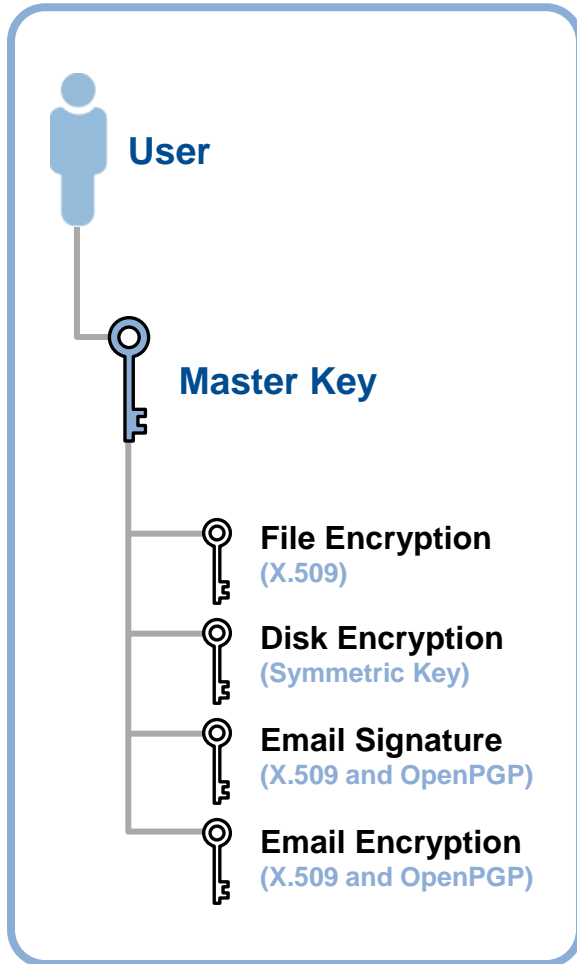 User
Master Key
File Encryption
(X.509)
Disk Encryption
(Symmetric Key)
Email Signature
(X.509 and OpenPGP)
Email Encryption
(X.509 and OpenPGP)